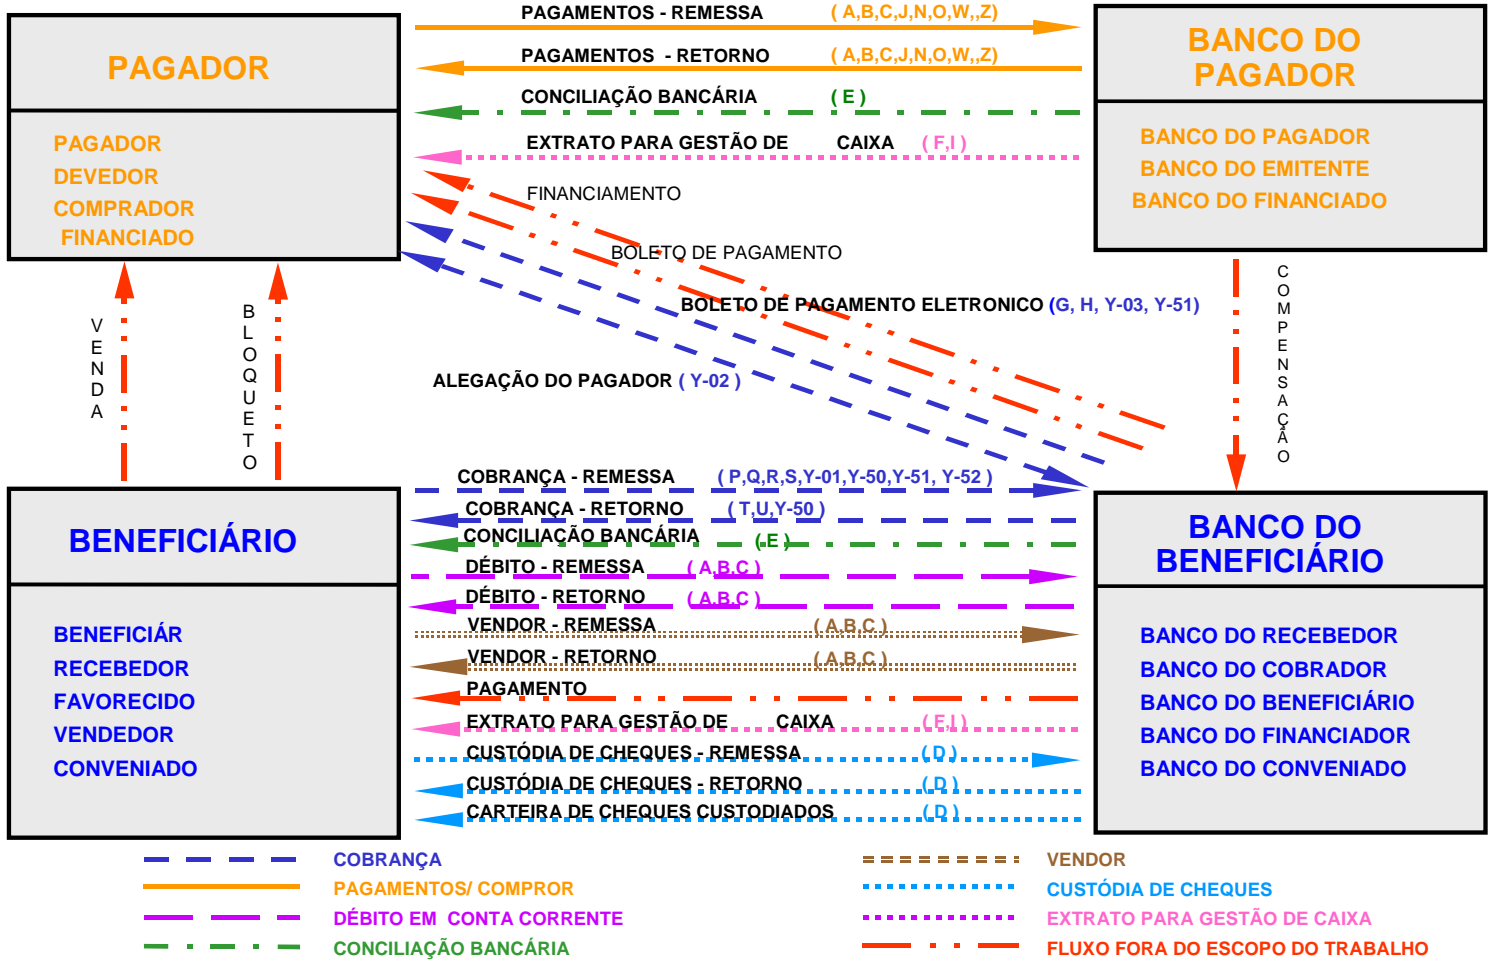 PAGAMENTOS - REMESSA ( A,B,C,J,N,O,W,,Z)
PAGAMENTOS - RETORNO ( A,B,C,J,N,O,W,,Z)
CONCILIAÇÃO BANCÁRIA ( E )
EXTRATO PARA GESTÃO DE CAIXA ( F,I )
PAGADOR
PAGADOR
DEVEDOR
COMPRADOR
FINANCIADO
BANCO DO
PAGADOR
BANCO DO PAGADOR
BANCO DO EMITENTE
BANCO DO FINANCIADO
FINANCIAMENTO
BOLETO DE PAGAMENTO
BOLETO DE PAGAMENTO ELETRONICO (G, H, Y-03, Y-51)
ALEGAÇÃO DO PAGADOR ( Y-02 )
VENDA
BLOQUETO
COMPENSAÇÃO
COBRANÇA - REMESSA ( P,Q,R,S,Y-01,Y-50,Y-51, Y-52 )
COBRANÇA - RETORNO ( T,U,Y-50 )
CONCILIAÇÃO BANCÁRIA ( E )
DÉBITO - REMESSA ( A,B,C )
DÉBITO - RETORNO ( A,B,C )
VENDOR - REMESSA ( A,B,C )
VENDOR - RETORNO ( A,B,C )
PAGAMENTO
EXTRATO PARA GESTÃO DE CAIXA ( F,I )
CUSTÓDIA DE CHEQUES - REMESSA ( D )
CUSTÓDIA DE CHEQUES - RETORNO ( D )
CARTEIRA DE CHEQUES CUSTODIADOS ( D )
BENEFICIÁRIO
BENEFICIÁR
RECEBEDOR
FAVORECIDO
VENDEDOR
CONVENIADO
BANCO DO
BENEFICIÁRIO
BANCO DO RECEBEDOR
BANCO DO COBRADOR
BANCO DO BENEFICIÁRIO
BANCO DO FINANCIADOR
BANCO DO CONVENIADO
COBRANÇA
PAGAMENTOS/ COMPROR
DÉBITO EM CONTA CORRENTE
CONCILIAÇÃO BANCÁRIA
VENDOR
CUSTÓDIA DE CHEQUES
EXTRATO PARA GESTÃO DE CAIXA
FLUXO FORA DO ESCOPO DO TRABALHO